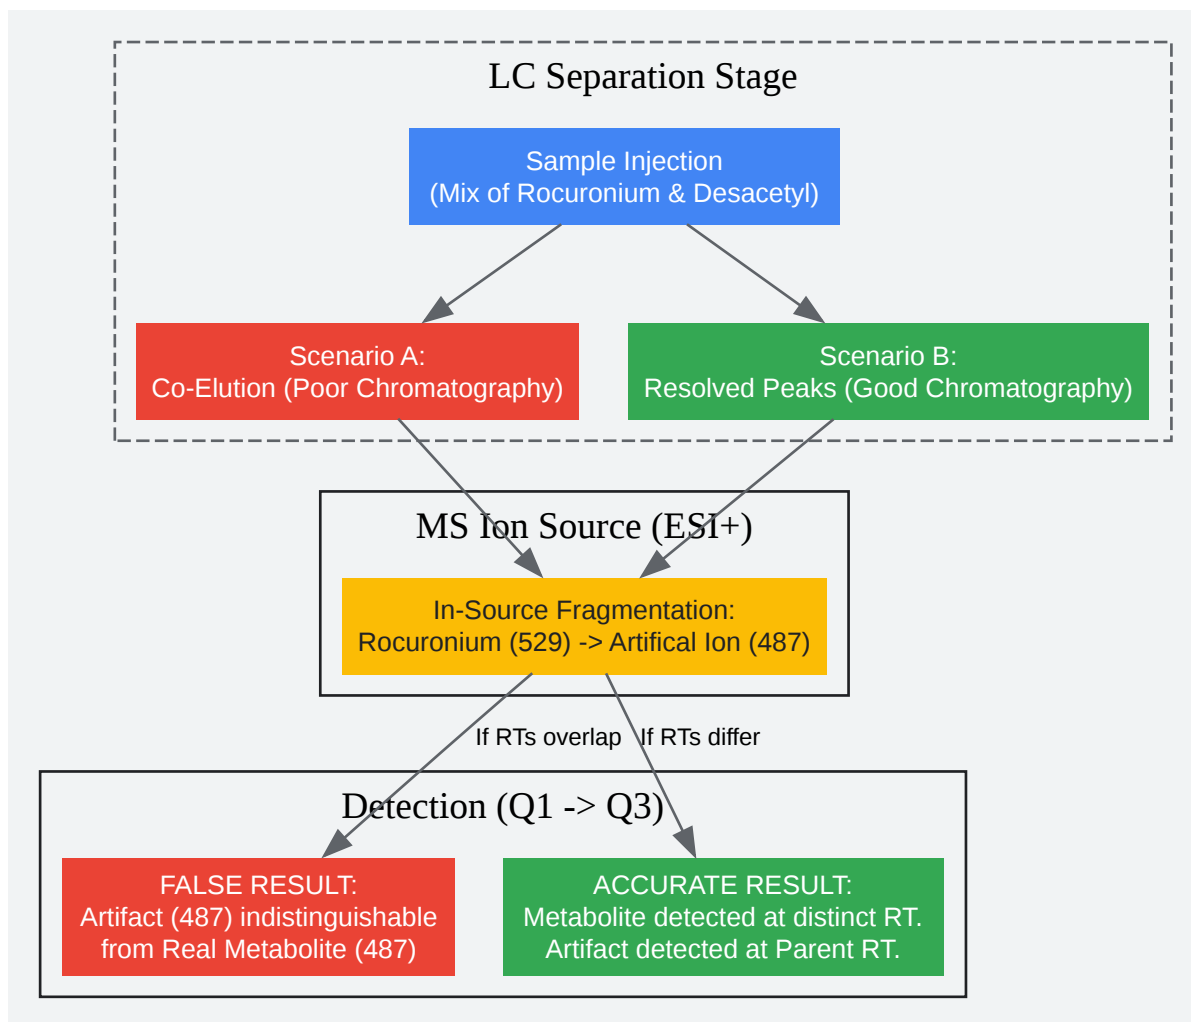 LC Separation Stage
Sample Injection
(Mix of Rocuronium & Desacetyl)
Scenario A:
Co-Elution (Poor Chromatography)
Scenario B:
Resolved Peaks (Good Chromatography)
MS Ion Source (ESI+)
In-Source Fragmentation:
Rocuronium (529) -> Artifical Ion (487)
If RTs overlap
If RTs differ
Detection (Q1 -> Q3)
FALSE RESULT:
Artifact (487) indistinguishable
from Real Metabolite (487)
ACCURATE RESULT:
Metabolite detected at distinct RT.
Artifact detected at Parent RT.